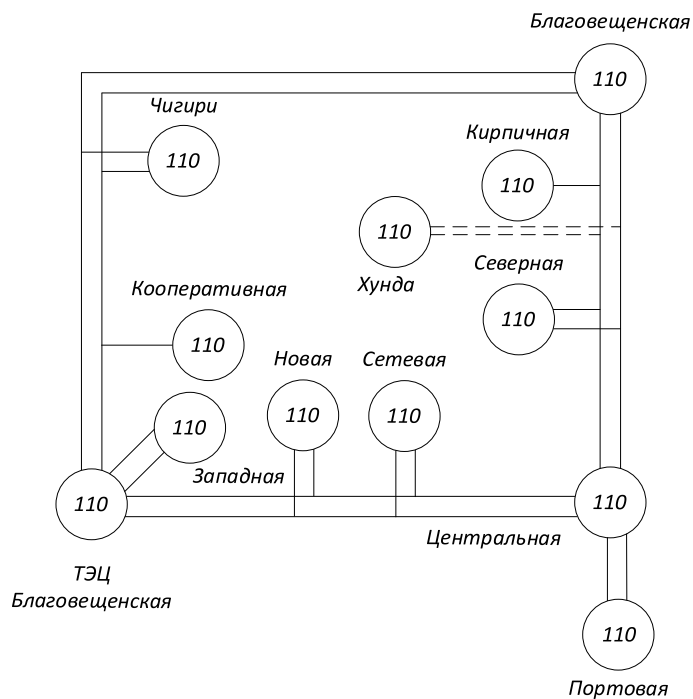 Благовещенская
110
Чигири
110
Кирпичная
110
110
Хунда
Северная
110
Кооперативная
110
Новая
110
Сетевая
110
110
Западная
110
ТЭЦ
Благовещенская
110
Центральная
110
Портовая